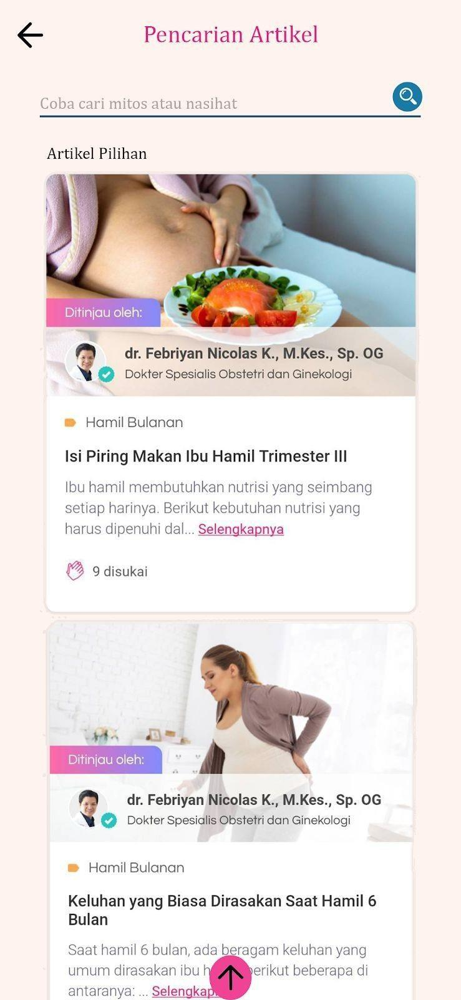 Pencarian Artikel
Coba cari mitos atau nasihat
Artikel Pilihan
Ditinjau oleh:
dr. Febriyan Nicolas K., M.Kes., Sp. OG
Dokter Spesialis Obstetri dan Ginekologi
Hamil Bulanan
Isi Piring Makan Ibu Hamil Trimester III
Ibu hamil membutuhkan nutrisi yang seimbang
setiap harinya. Berikut kebutuhan nutrisi yang
harus dipenuhi dal... Selengkapnya
9 disukai
Ditinjau oleh:
dr. Febriyan Nicolas K., M.Kes., Sp. OG
Dokter Spesialis Obstetri dan Ginekologi
Hamil Bulanan
Keluhan yang Biasa Dirasakan Saat Hamil 6
Bulan
Saat hamil 6 bulan, ada beragam keluhan yang
umum dirasakan ibu beberapa di
antaranya: ...